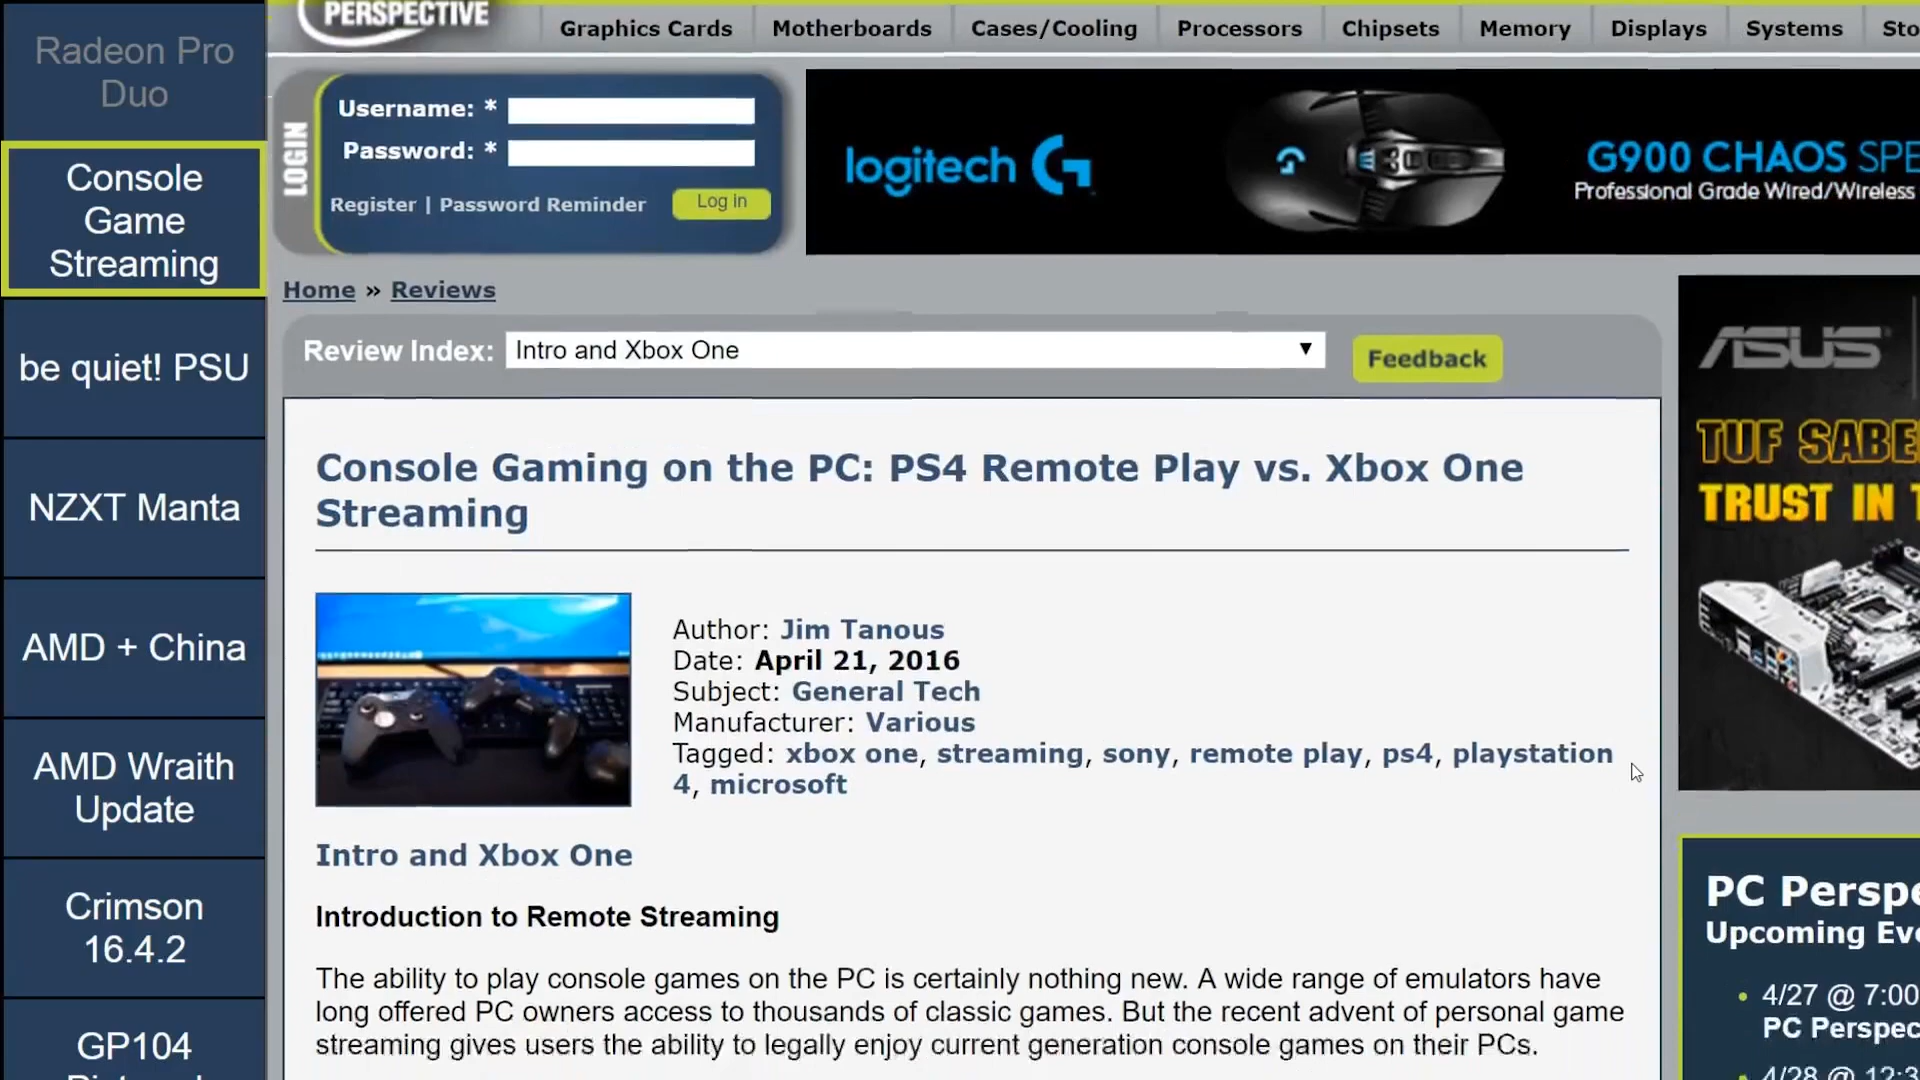 PERSPECTIVE
Graphics Cards
Motherboards
Cases/Cooling
Processors
Chipsets
Memory
Displays
Systems
Radeon Pro
Duo
Console
Game
Streaming
be quiet! PSU
NZXT Manta
AMD + China
AMD Wraith
Update
Crimson
16.4.2
GP104
LOGIN
Username: *
Password: *
Register | Password Reminder
Log in
logitech G
G900 CHAOS SPE
Professional Grade Wired/Wireless
Home » Reviews
Review Index: Intro and Xbox One
Feedback
Console Gaming on the PC: PS4 Remote Play vs. Xbox One
Streaming
Author: Jim Tanous
Date: April 21, 2016
Subject: General Tech
Manufacturer: Various
Tagged: xbox one, streaming, sony, remote play, ps4, playstation
4, microsoft
Intro and Xbox One
Introduction to Remote Streaming
The ability to play console games on the PC is certainly nothing new. A wide range of emulators have
long offered PC owners access to thousands of classic games. But the recent advent of personal game
streaming gives users the ability to legally enjoy current generation console games on their PCs.
ASUS
TUF SABE
TRUST IN
PC Perspe
Upcoming Eve
4/27 @ 7:00
PC Perspec
4/28 @ 12:3